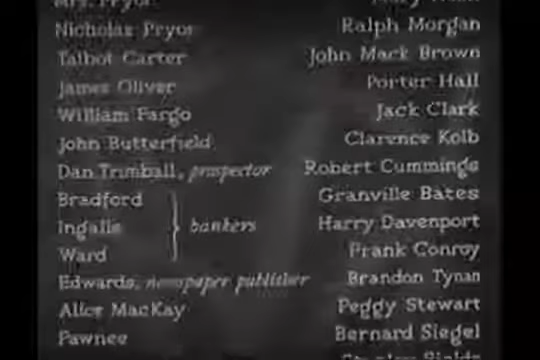 Mrs. Pryor
Nicholas Pryor Ralph Morgan
Talbot Carter John Mack Brown
James Oliver Porter Hall
William Fargo Jack Clark
John Butterfield Clarence Kolb
Dan Trimball, prospector Robert Cummings
Bradford Granville Bates
Ingalls bankers Harry Davenport
Ward Frank Conroy
Edwards, newspaper publisher Brandon Tynan
Alice MacKay Peggy Stewart
Pawnee Bernard Siegel